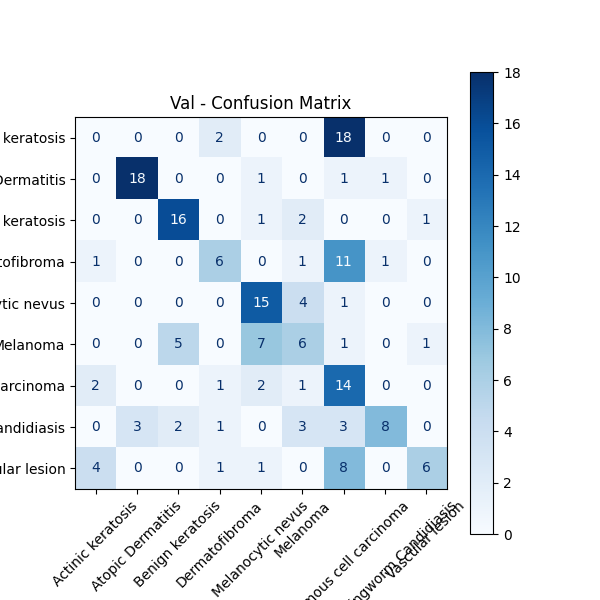 Val - Confusion Matrix
keratosis 0 0 0 2 0 0 18 0 0
Dermatitis 0 18 0 0 1 0 1 1 0
keratosis 0 0 16 0 1 2 0 0 1
tofibroma 1 0 0 6 0 1 11 1 0
ytic nevus 0 0 0 0 15 4 1 0 0
Melanoma 0 0 5 0 7 6 1 0 1
arcinoma 2 0 0 1 2 1 14 0 0
andidiasis 0 3 2 1 0 3 3 8 0
ular lesion 4 0 0 1 1 0 8 0 6
Actinic keratosis
Atopic Dermatitis
Benign keratosis
Dermatofibroma
Melanocytic nevus
Melanoma
mous cell carcinoma
ingworm Candidiasis
Vascular lesion
18
16
14
12
10
8
6
4
2
0